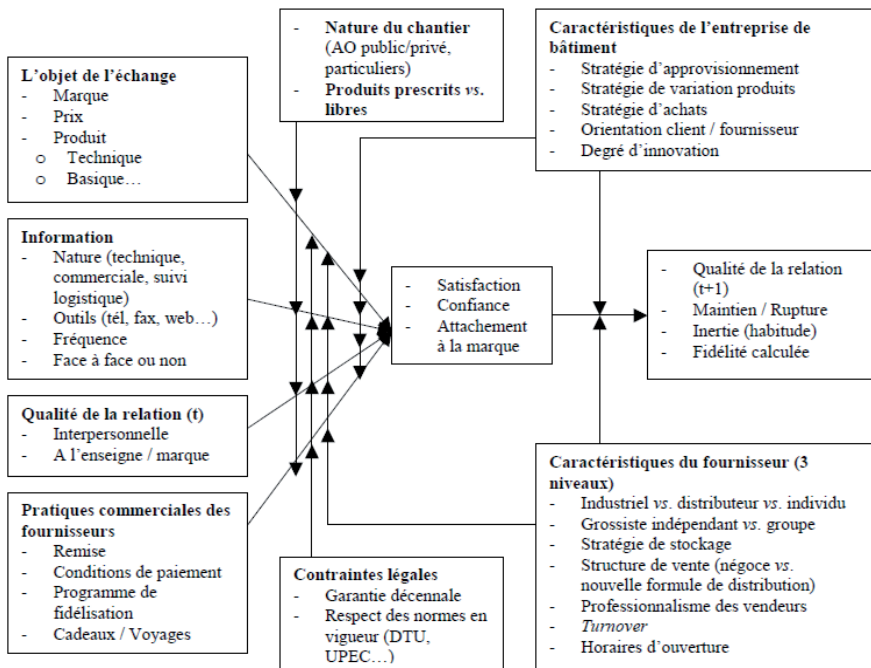 - Nature du chantier
(AO public/privé,
particuliers)
- Produits prescrits vs.
libres
Caractéristiques de l'entreprise de
bâtiment
- Stratégie d'approvisionnement
- Stratégie de variation produits
- Stratégie d'achats
- Orientation client / fournisseur
- Degré d'innovation
L'objet de l'échange
- Marque
- Prix
- Produit
o Technique
o Basique…
Information
- Nature (technique,
commerciale, suivi
logistique)
- Outils (tél, fax, web…)
- Fréquence
- Face à face ou non
- Satisfaction
- Confiance
- Attachement
à la marque
- Qualité de la relation
(t+1)
- Maintien / Rupture
- Inertie (habitude)
- Fidélité calculée
Qualité de la relation (t)
- Interpersonnelle
- A l'enseigne / marque
Pratiques commerciales des
fournisseurs
- Remise
- Conditions de paiement
- Programme de
fidélisation
- Cadeaux / Voyages
Contraintes légales
- Garantie décennale
- Respect des normes en
vigueur (DTU,
UPEC…)
Caractéristiques du fournisseur (3
niveaux)
- Industriel vs. distributeur vs. individu
- Grossiste indépendant vs. groupe
- Stratégie de stockage
- Structure de vente (négoce vs.
nouvelle formule de distribution)
- Professionnalisme des vendeurs
- Turnover
- Horaires d'ouverture